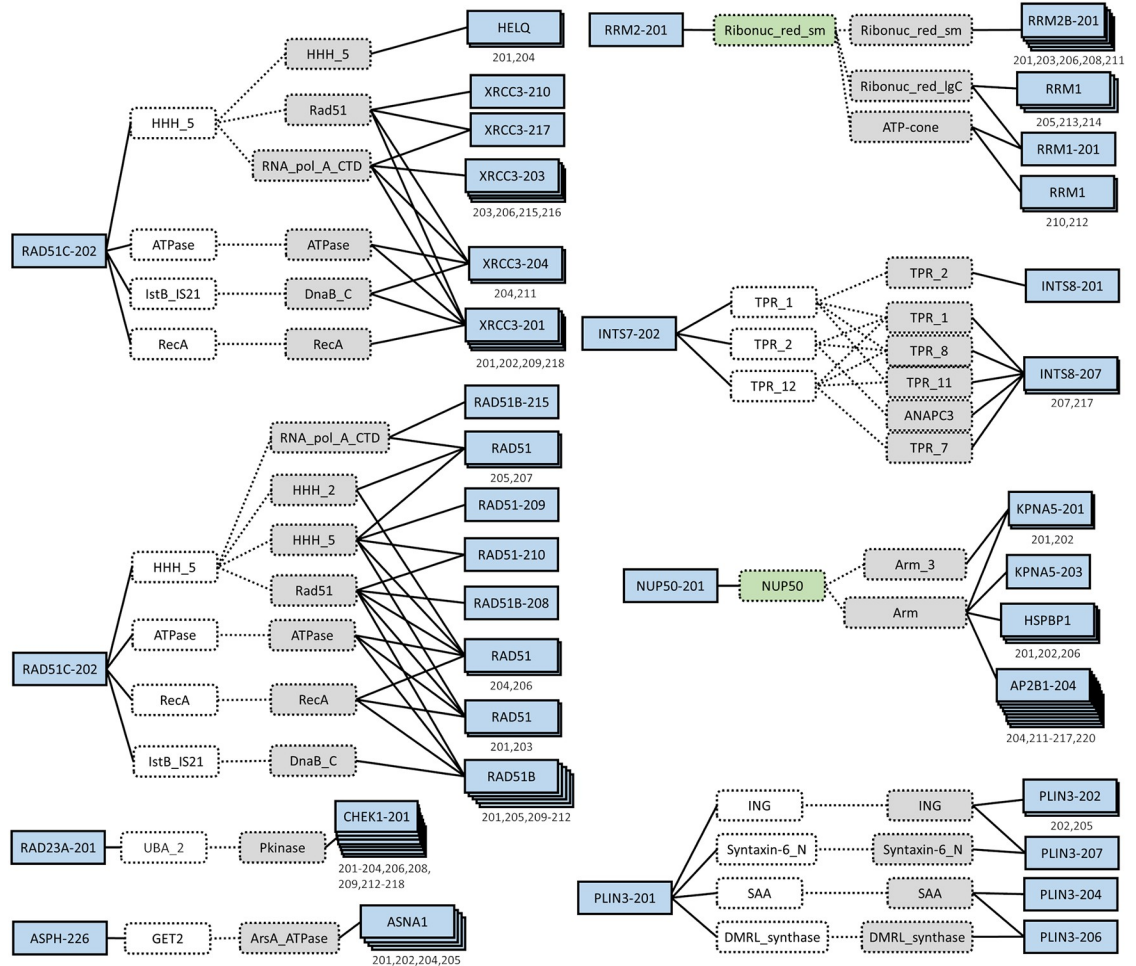 HELQ
201,204
HHH_5
XRCC3-210
Rad51
HHH_5
XRCC3-217
RNA_pol_A_CTD
XRCC3-203
203,206,215,216
RAD51C-202
ATPase
ATPase
XRCC3-204
204,211
IstB_IS21
DnaB_C
XRCC3-201
201,202,209,218
RecA
RecA
RAD51B-215
RNA_pol_A_CTD
RAD51
205,207
HHH_2
RAD51-209
HHH_5
RAD51-210
HHH_5
Rad51
RAD51B-208
ATPase
ATPase
RAD51
204,206
RAD51C-202
RecA
RecA
RAD51
201,203
IstB_IS21
DnaB_C
RAD51B
201,205,209-212
CHEK1-201
RAD23A-201
UBA_2
Pkinase
201-204,206,208,
209,212-218
ASNA1
ASPH-226
GET2
ArsA_ATPase
201,202,204,205
RRM2-201
Ribonuc_red_sm
Ribonuc_red_sm
RRM2B-201
201,203,206,208,211
Ribonuc_red_lgC
RRM1
205,213,214
ATP-cone
RRM1-201
RRM1
210,212
TPR_2
INTS8-201
TPR_1
TPR_1
INTS7-202
TPR_2
TPR_8
TPR_12
TPR_11
INTS8-207
207,217
ANAPC3
TPR_7
KPNA5-201
201,202
Arm_3
KPNA5-203
NUP50-201
NUP50
Arm
HSPBP1
201,202,206
AP2B1-204
204,211-217,220
ING
ING
PLIN3-202
202,205
Syntaxin-6_N
Syntaxin-6_N
PLIN3-207
PLIN3-201
SAA
SAA
PLIN3-204
DMRL_synthase
DMRL_synthase
PLIN3-206